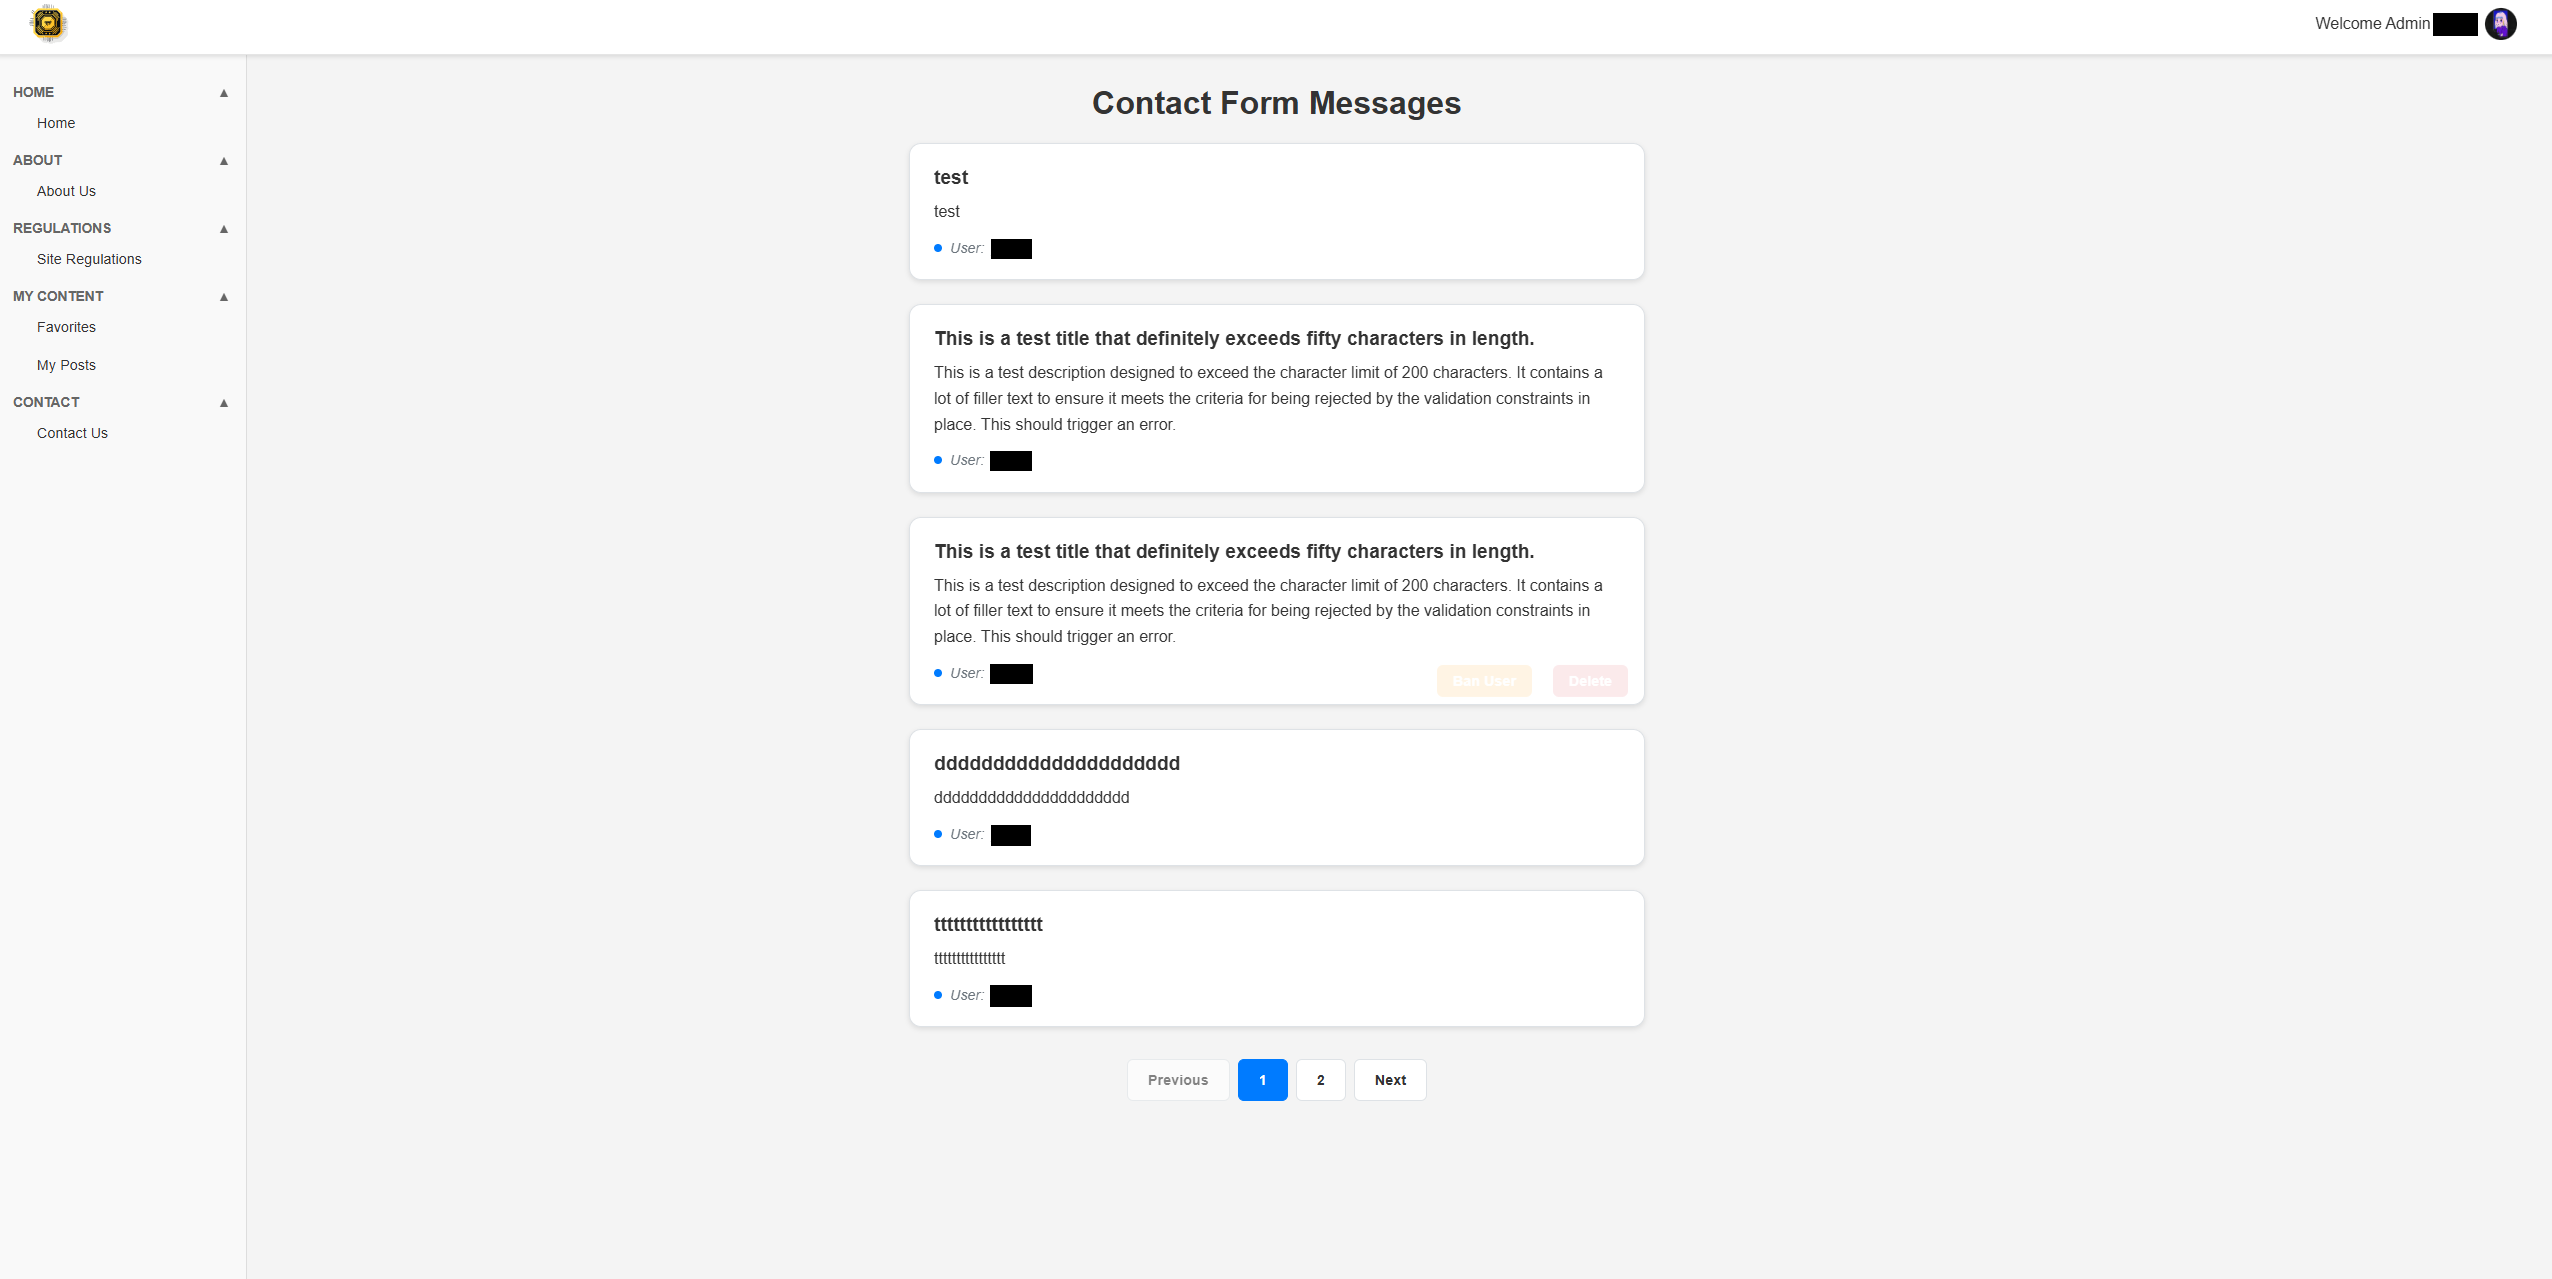 Welcome Admin
HOME ▲
Home
ABOUT ▲
About Us
REGULATIONS ▲
Site Regulations
MY CONTENT ▲
Favorites
My Posts
CONTACT ▲
Contact Us
Contact Form Messages
test
test
User:
This is a test title that definitely exceeds fifty characters in length.
This is a test description designed to exceed the character limit of 200 characters. It contains a
lot of filler text to ensure it meets the criteria for being rejected by the validation constraints in
place. This should trigger an error.
User:
This is a test title that definitely exceeds fifty characters in length.
This is a test description designed to exceed the character limit of 200 characters. It contains a
lot of filler text to ensure it meets the criteria for being rejected by the validation constraints in
place. This should trigger an error.
User:
Ban User Delete
ddddddddddddddddddddd
dddddddddddddddddddddd
User:
ttttttttttttttttt
tttttttttttttttt
User:
Previous 1 2 Next